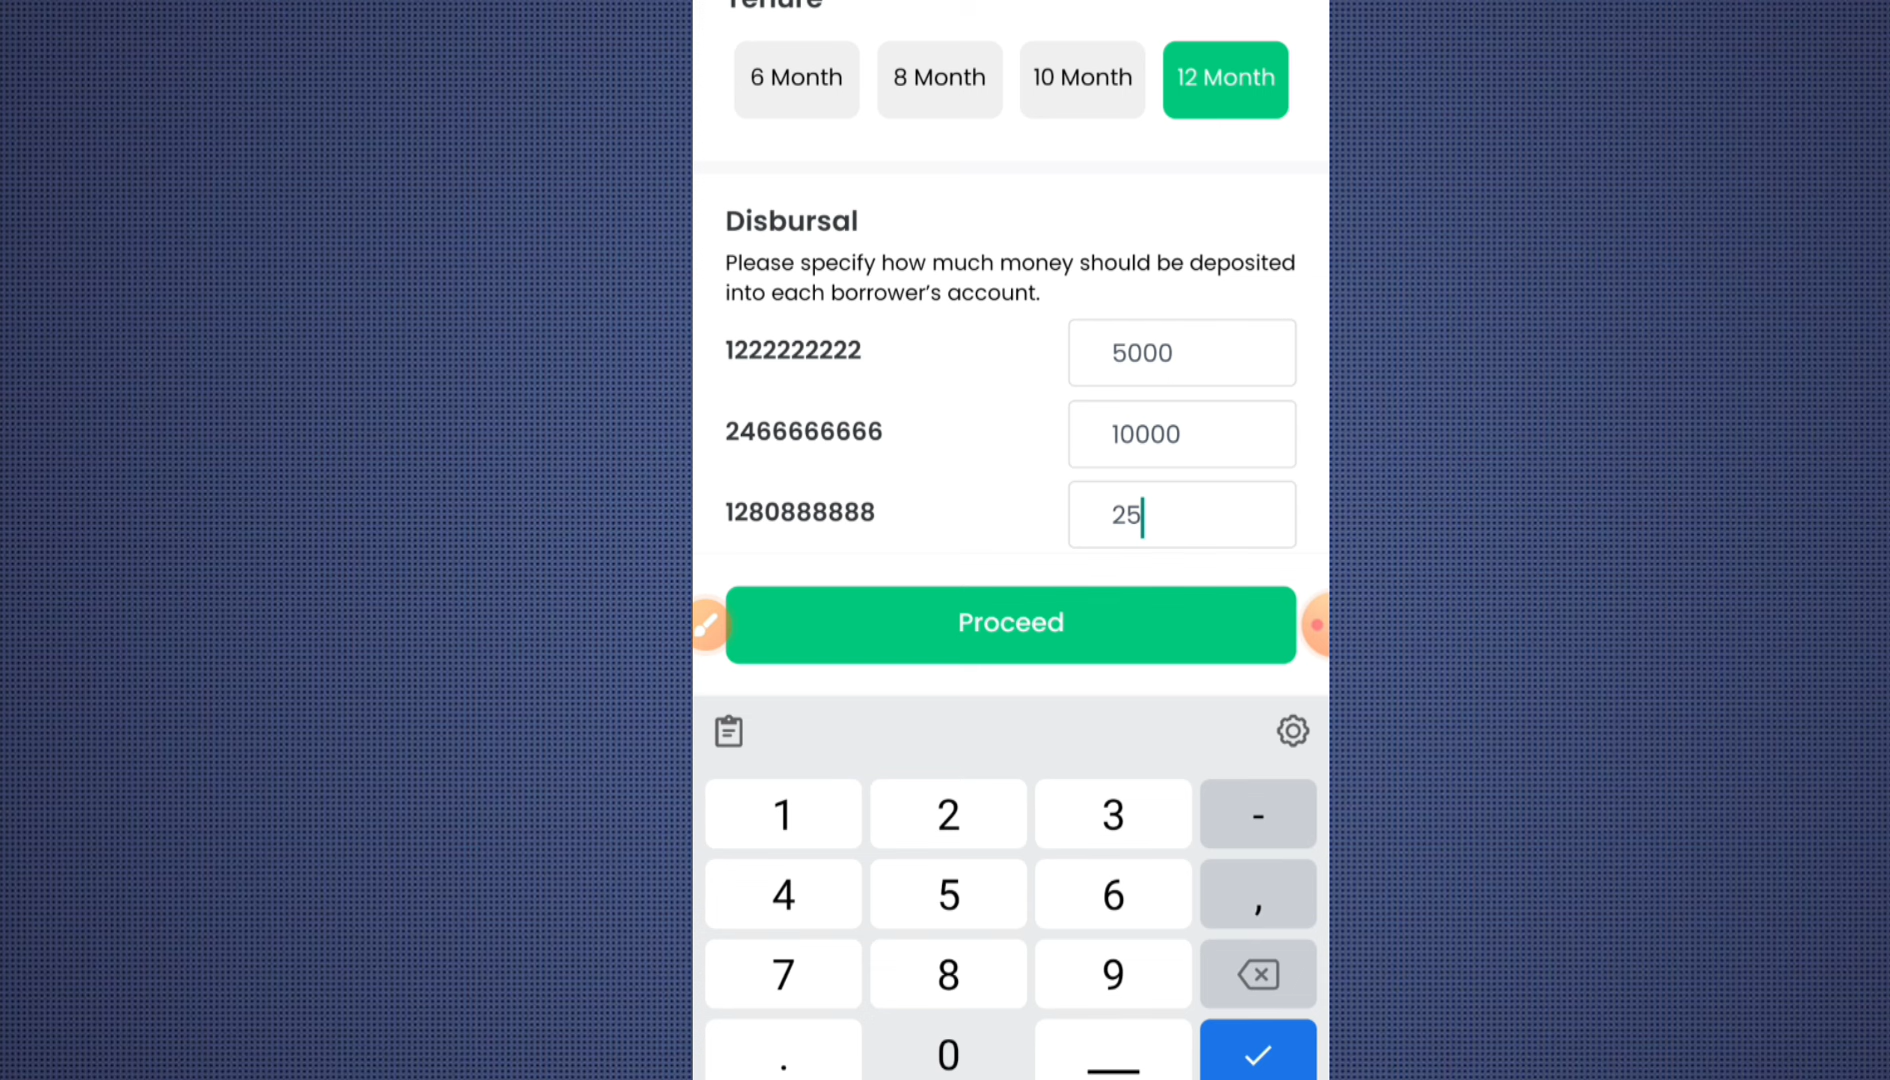 Tenure
6 Month 8 Month 10 Month 12 Month
Disbursal
Please specify how much money should be deposited
into each borrower's account.
1222222222 5000
2466666666 10000
1280888888 25
Proceed
1 2 3 -
4 5 6 ,
7 8 9
. 0